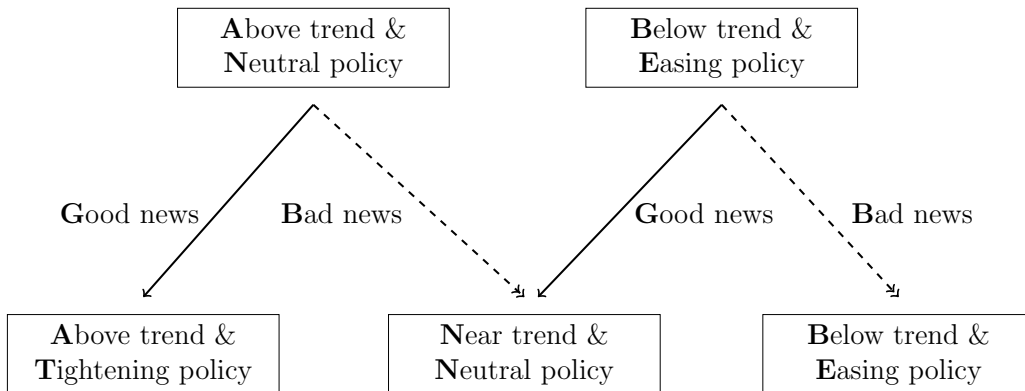 Above trend &
Neutral policy
Below trend &
Easing policy
Good news
Bad news
Good news
Bad news
Above trend &
Tightening policy
Near trend &
Neutral policy
Below trend &
Easing policy